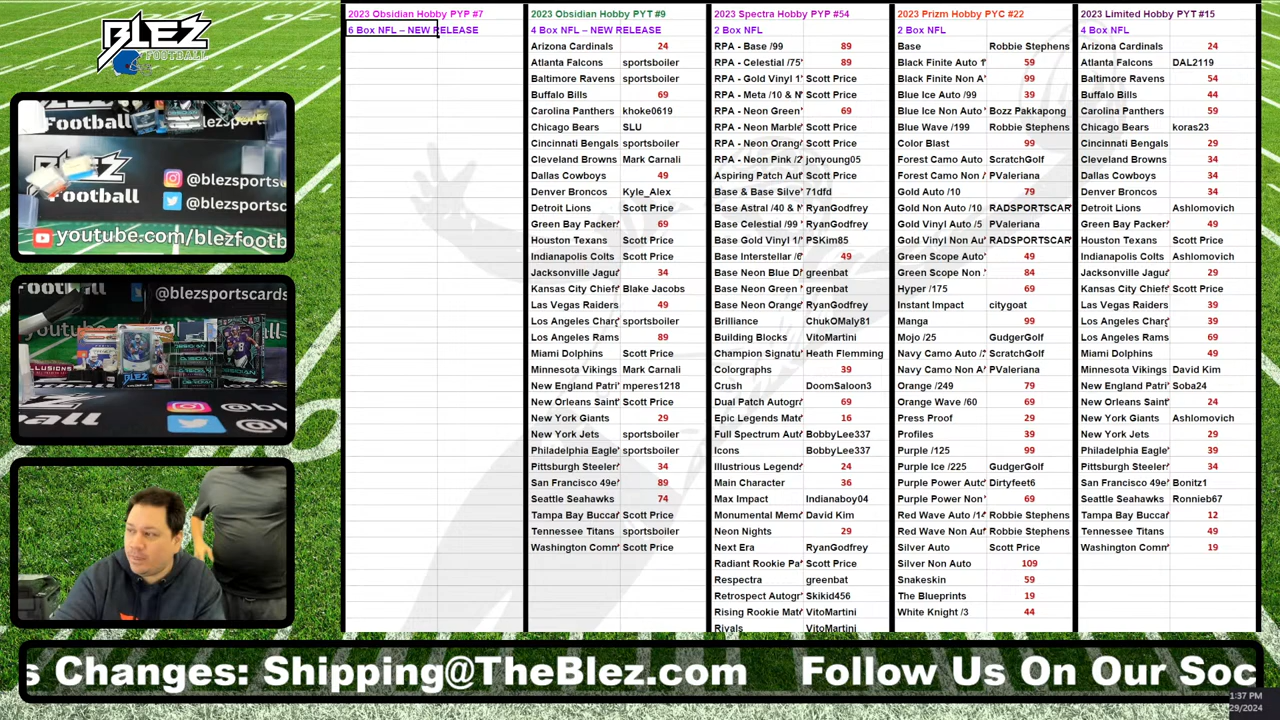 BLEZ
FOOTBALL
Football
@blezsports
@blezsports
youtube.com/blezfootb
@blezsportscards
2023 Obsidian Hobby PYP #7
6 Box NFL – NEW RELEASE
2023 Obsidian Hobby PYT #9
4 Box NFL – NEW RELEASE
Arizona Cardinals 24
Atlanta Falcons sportsboiler
Baltimore Ravens sportsboiler
Buffalo Bills 69
Carolina Panthers khoke0619
Chicago Bears SLU
Cincinnati Bengals sportsboiler
Cleveland Browns Mark Carnali
Dallas Cowboys 49
Denver Broncos Kyle_Alex
Detroit Lions Scott Price
Green Bay Packer 69
Houston Texans Scott Price
Indianapolis Colts Scott Price
Jacksonville Jagu 34
Kansas City Chief Blake Jacobs
Las Vegas Raiders 49
Los Angeles Charg sportsboiler
Los Angeles Rams 89
Miami Dolphins Scott Price
Minnesota Vikings Mark Carnali
New England Patri mperes1218
New Orleans Saint Scott Price
New York Giants 29
New York Jets sportsboiler
Philadelphia Eagle sportsboiler
Pittsburgh Steeler 34
San Francisco 49e 89
Seattle Seahawks 74
Tampa Bay Buccar Scott Price
Tennessee Titans sportsboiler
Washington Comm Scott Price
2023 Spectra Hobby PYP #54
2 Box NFL
RPA - Base /99 89
RPA - Celestial /75 89
RPA - Gold Vinyl 1 Scott Price
RPA - Meta /10 & N Scott Price
RPA - Neon Green 69
RPA - Neon Marble Scott Price
RPA - Neon Orang Scott Price
RPA - Neon Pink /2 jonyoung05
Aspiring Patch Aut Scott Price
Base & Base Silve 71dfd
Base Astral /40 & N RyanGodfrey
Base Celestial /99 RyanGodfrey
Base Gold Vinyl 1/ PSKim85
Base Interstellar /6 49
Base Neon Blue D greenbat
Base Neon Green greenbat
Base Neon Orange RyanGodfrey
Brilliance ChukOMaly81
Building Blocks VitoMartini
Champion Signatu Heath Flemming
Colorgraphs 39
Crush DoomSaloon3
Dual Patch Autogr 69
Epic Legends Mate 16
Full Spectrum Aut BobbyLee337
Icons BobbyLee337
Illustrious Legend 24
Main Character 36
Max Impact Indianaboy04
Monumental Mem David Kim
Neon Nights 29
Next Era RyanGodfrey
Radiant Rookie Pa Scott Price
Respectra greenbat
Retrospect Autogr Skikid456
Rising Rookie Mat VitoMartini
Rivals VitoMartini
2023 Prizm Hobby PYC #22
2 Box NFL
Base Robbie Stephens
Black Finite Auto 1 59
Black Finite Non A 99
Blue Ice Auto /99 39
Blue Ice Non Auto Bozz Pakkapong
Blue Wave /199 Robbie Stephens
Color Blast 99
Forest Camo Auto ScratchGolf
Forest Camo Non PValeriana
Gold Auto /10 79
Gold Non Auto /10 RADSPORTSCAR
Gold Vinyl Auto /5 PValeriana
Gold Vinyl Non Au RADSPORTSCAR
Green Scope Auto 49
Green Scope Non 84
Hyper /175 69
Instant Impact citygoat
Manga 99
Mojo /25 GudgerGolf
Navy Camo Auto /2 ScratchGolf
Navy Camo Non A PValeriana
Orange /249 79
Orange Wave /60 69
Press Proof 29
Profiles 39
Purple /125 99
Purple Ice /225 GudgerGolf
Purple Power Auto Dirtyfeet6
Purple Power Non 69
Red Wave Auto /14 Robbie Stephens
Red Wave Non Au Robbie Stephens
Silver Auto Scott Price
Silver Non Auto 109
Snakeskin 59
The Blueprints 19
White Knight /3 44
2023 Limited Hobby PYT #15
4 Box NFL
Arizona Cardinals 24
Atlanta Falcons DAL2119
Baltimore Ravens 54
Buffalo Bills 44
Carolina Panthers 59
Chicago Bears koras23
Cincinnati Bengals 29
Cleveland Browns 34
Dallas Cowboys 34
Denver Broncos 34
Detroit Lions Ashlomovich
Green Bay Packer 49
Houston Texans Scott Price
Indianapolis Colts Ashlomovich
Jacksonville Jagu 29
Kansas City Chief Scott Price
Las Vegas Raiders 39
Los Angeles Charg 39
Los Angeles Rams 69
Miami Dolphins 49
Minnesota Vikings David Kim
New England Patri Soba24
New Orleans Saint 24
New York Giants Ashlomovich
New York Jets 29
Philadelphia Eagle 39
Pittsburgh Steeler 34
San Francisco 49e Bonitz1
Seattle Seahawks Ronnieb67
Tampa Bay Buccar 12
Tennessee Titans 49
Washington Comm 19
s Changes: Shipping@TheBlez.com Follow Us On Our Soc
1:37 PM
29/2024